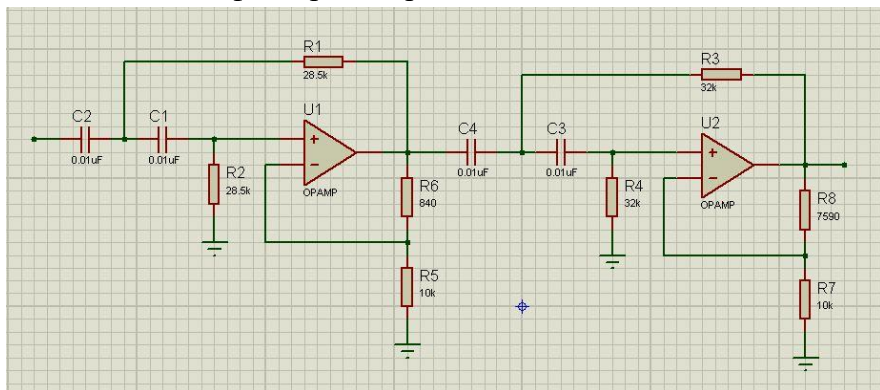 R1
28.5k
R3
32k
C2
0.01uF
C1
0.01uF
U1
OPAMP
R2
28.5k
R6
840
R5
10k
C4
0.01uF
C3
0.01uF
U2
OPAMP
R4
32k
R8
7590
R7
10k